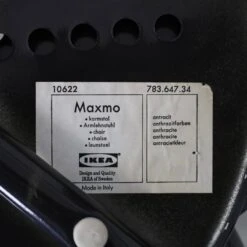 10622 783.647.34
Maxmo
• karmstol
• Armlehnstuhl
• chair
• chaise
• leunstoel
antracit
anthrazitfarben
anthracite
anthracite
antracietkleur
IKEA
Design and Quality
IKEA of Sweden
Made in Italy